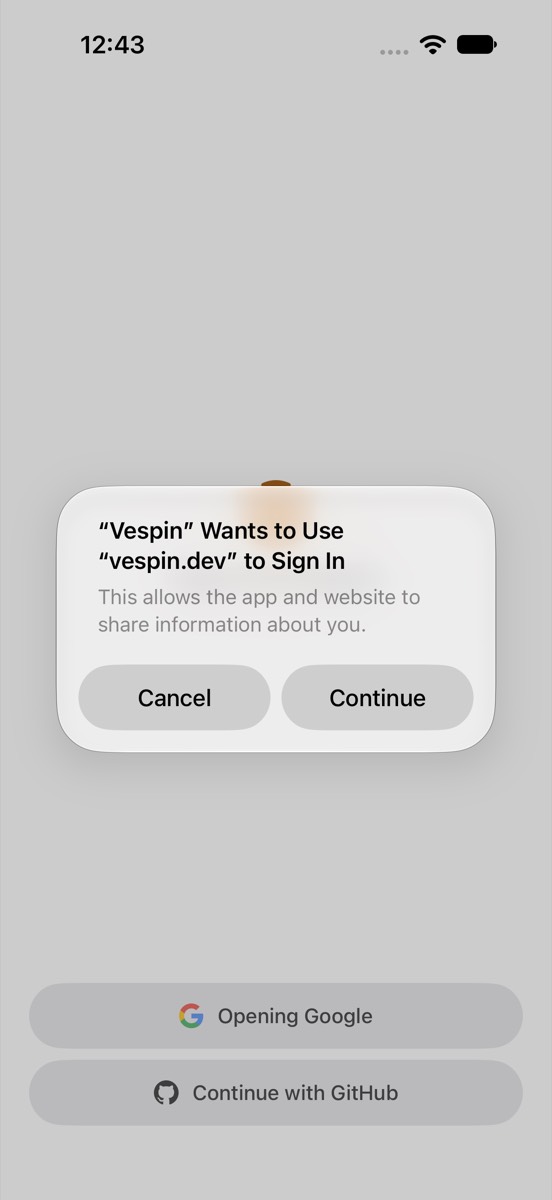 12:43
“Vespin” Wants to Use
“vespin.dev” to Sign In
This allows the app and website to
share information about you.
Cancel
Continue
Opening Google
Continue with GitHub